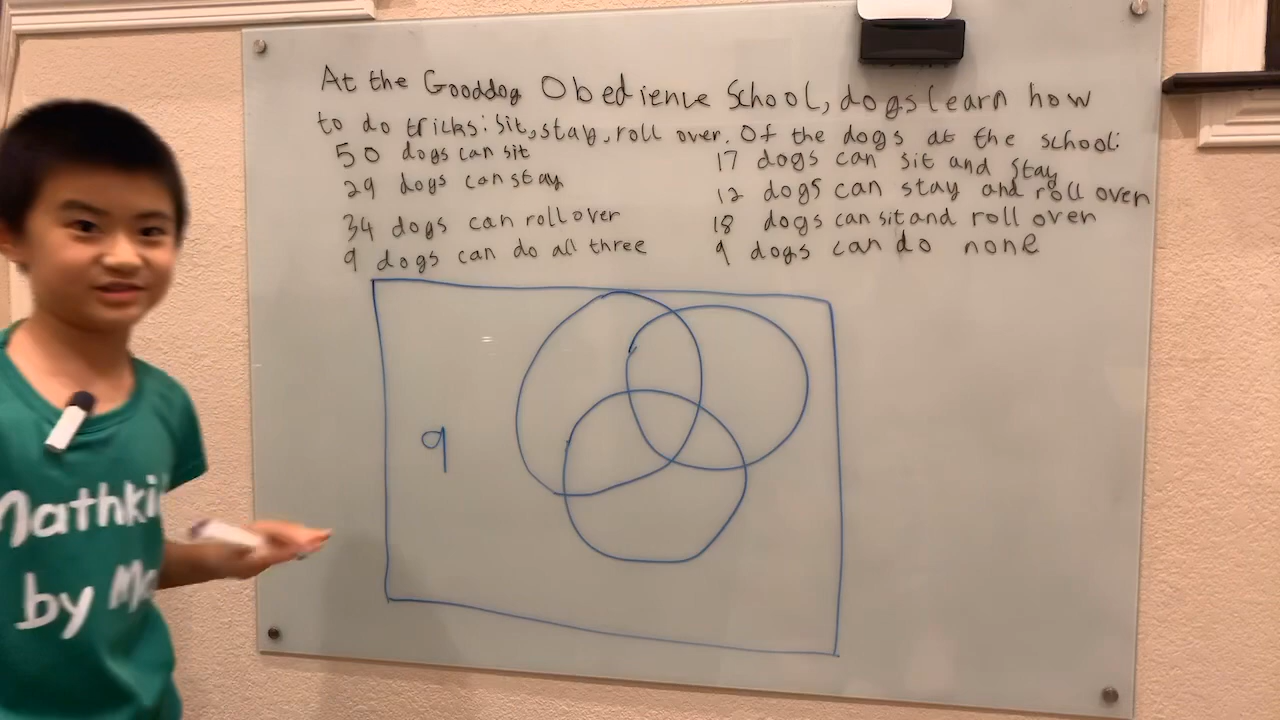 At the Gooddog Obedience School, dogs learn how
to do tricks: sit, stay, roll over. Of the dogs at the school:
50 dogs can sit
29 dogs can stay
34 dogs can roll over
9 dogs can do all three
17 dogs can sit and stay
12 dogs can stay and roll over
18 dogs can sit and roll over
9 dogs can do none
9
Mathki
by Ma